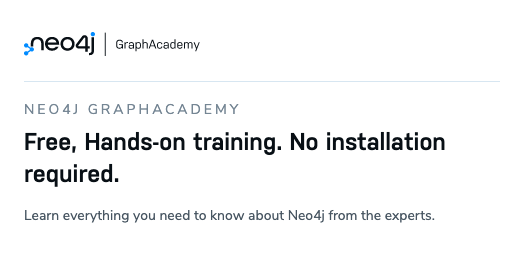 neo4j | GraphAcademy
NEO4J GRAPHACADEMY
Free, Hands-on training. No installation
required.
Learn everything you need to know about Neo4j from the experts.